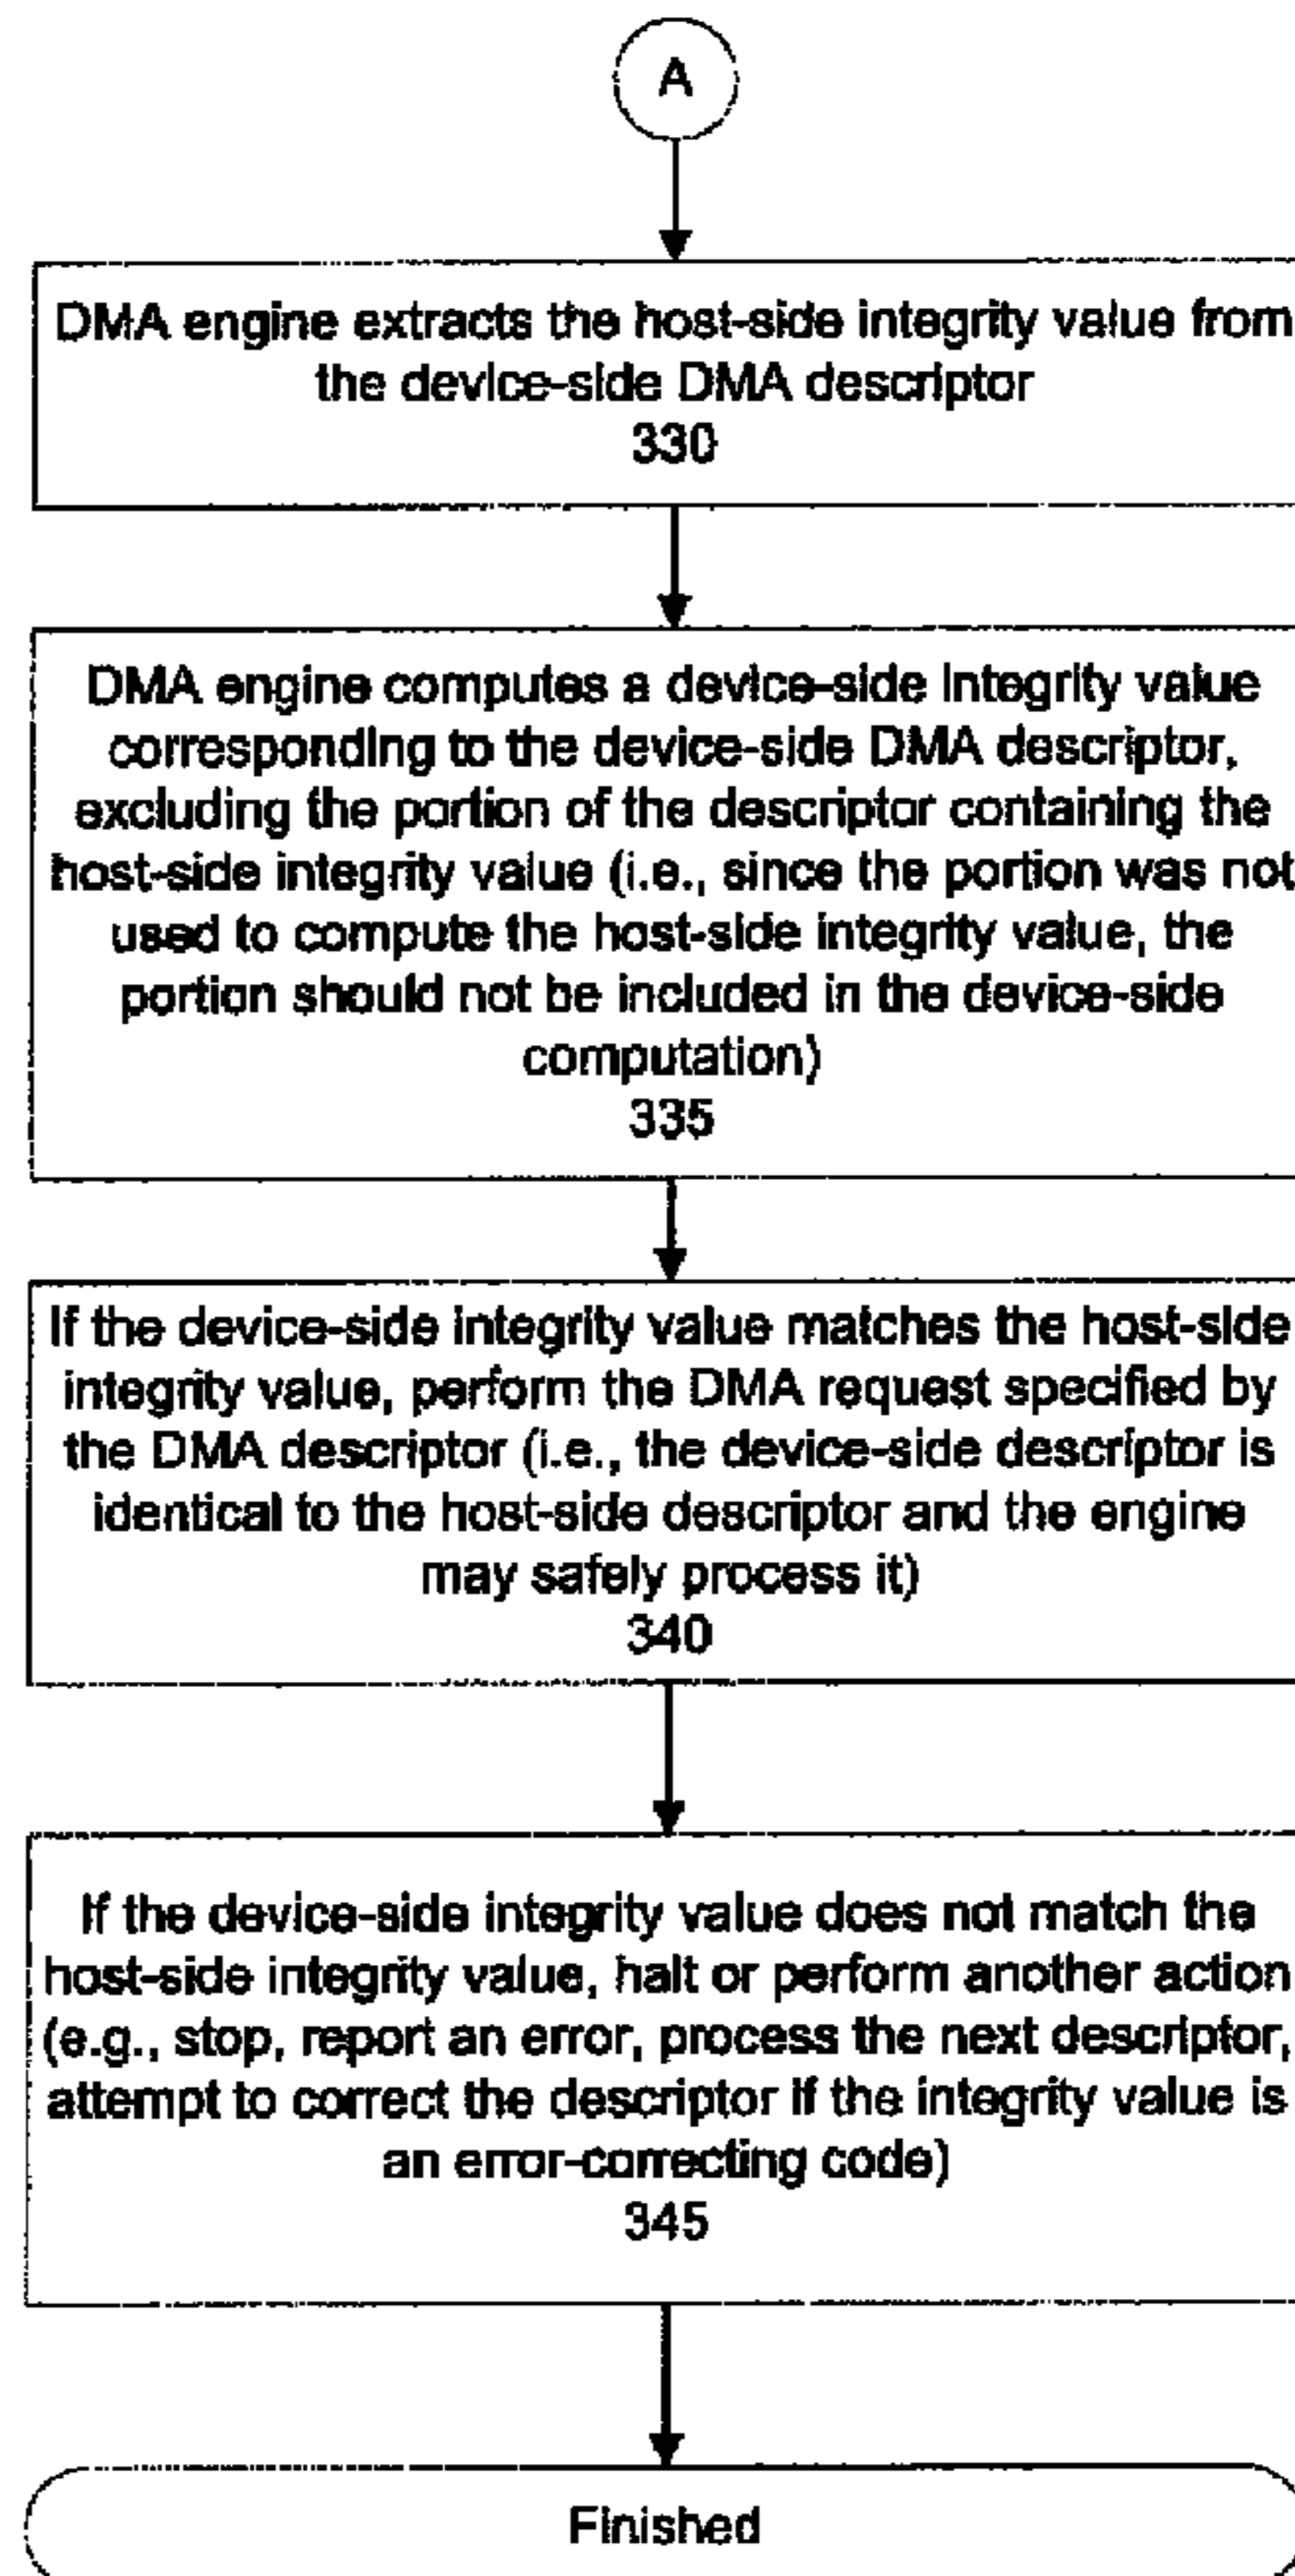 A
DMA engine extracts the host-side integrity value from
the device-side DMA descriptor
330
DMA engine computes a device-side integrity value
corresponding to the device-side DMA descriptor,
excluding the portion of the descriptor containing the
host-side integrity value (i.e., since the portion was not
used to compute the host-side integrity value, the
portion should not be included in the device-side
computation)
335
If the device-side integrity value matches the host-side
integrity value, perform the DMA request specified by
the DMA descriptor (i.e., the device-side descriptor is
identical to the host-side descriptor and the engine
may safely process it)
340
If the device-side integrity value does not match the
host-side integrity value, halt or perform another action
(e.g., stop, report an error, process the next descriptor,
attempt to correct the descriptor if the integrity value is
an error-correcting code)
345
Finished